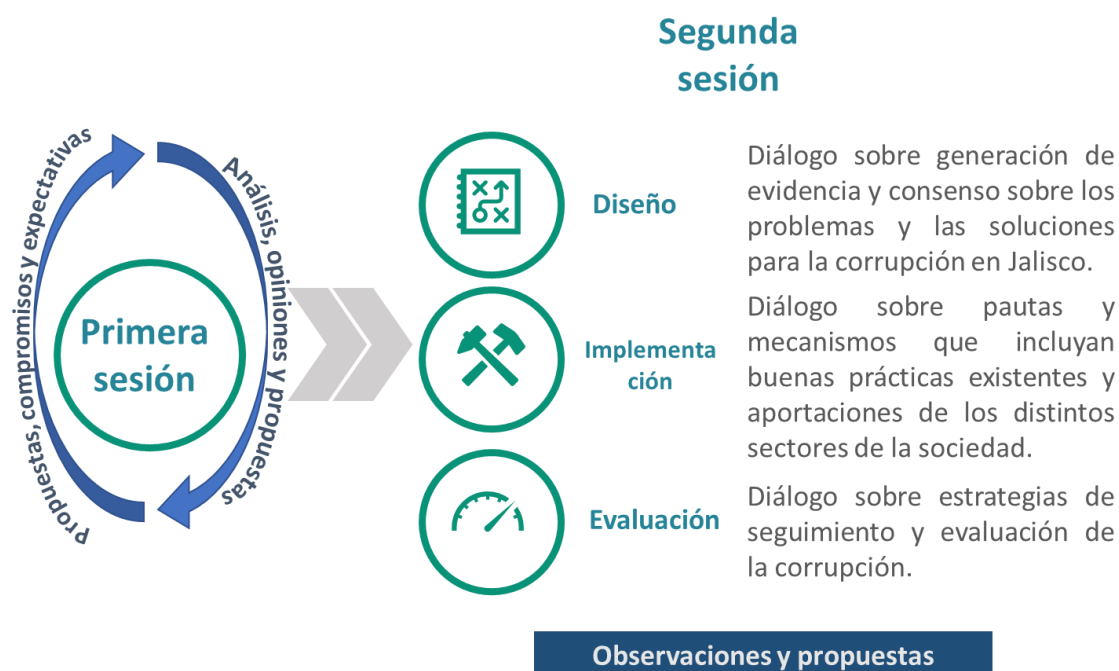 Segunda
sesión
Propuestas, compromisos y expectativas
Análisis, opiniones y propuestas
Primera
sesión
Diseño
Diálogo sobre generación de
evidencia y consenso sobre los
problemas y las soluciones
para la corrupción en Jalisco.
Implementa
ción
Diálogo sobre pautas y
mecanismos que incluyan
buenas prácticas existentes y
aportaciones de los distintos
sectores de la sociedad.
Evaluación
Diálogo sobre estrategias de
seguimiento y evaluación de
la corrupción.
Observaciones y propuestas